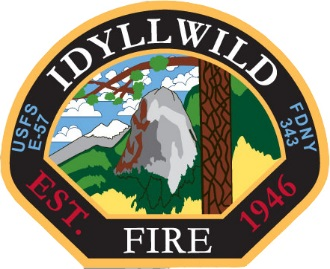 IDYLLWILD
USFS
E-57
FDNY
343
EST.
1946
FIRE